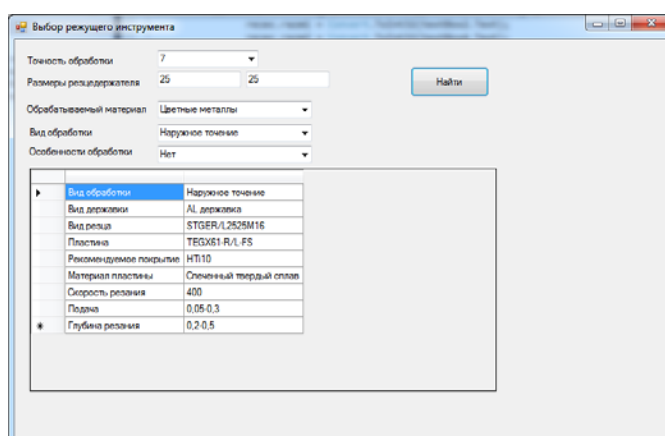 Выбор режущего инструмента
Точность обработки 7
Размеры резцедержателя 25 25
Найти
Обрабатываемый материал Цветные металлы
Вид обработки Наружное точение
Особенности обработки Нет
Вид обработки Наружное точение
Вид державки AL державка
Вид резца STGER/L2525M16
Пластина TEGX61-R/L-FS
Рекомендуемое покрытие HTi10
Материал пластины Спеченный твердый сплав
Скорость резания 400
Подача 0,05-0,3
Глубина резания 0,2-0,5